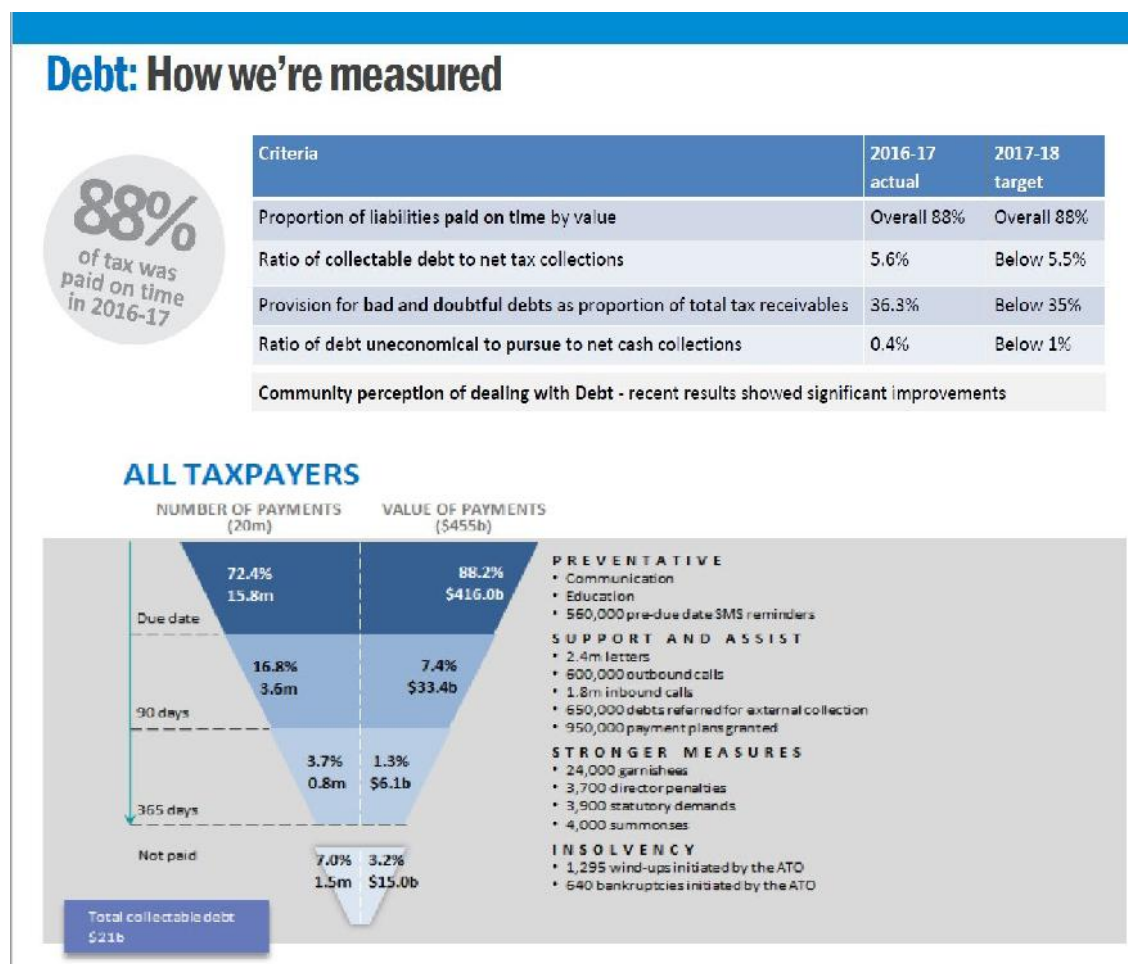 Debt: How we're measured
88%
of tax was
paid on time
in 2016-17
Criteria 2016-17 actual 2017-18 target
Proportion of liabilities paid on time by value Overall 88% Overall 88%
Ratio of collectable debt to net tax collections 5.6% Below 5.5%
Provision for bad and doubtful debts as proportion of total tax receivables 36.3% Below 35%
Ratio of debt uneconomical to pursue to net cash collections 0.4% Below 1%
Community perception of dealing with Debt - recent results showed significant improvements
ALL TAXPAYERS
NUMBER OF PAYMENTS VALUE OF PAYMENTS
(20m) ($455b)
72.4% 88.2%
15.8m $416.0b
Due date
16.8% 7.4%
3.6m $33.4b
90 days
3.7% 1.3%
0.8m $6.1b
365 days
Not paid
7.0% 3.2%
1.5m $15.0b
Total collectable debt
$21b
PREVENTATIVE
• Communication
• Education
• 560,000 pre-due date SMS reminders
SUPPORT AND ASSIST
• 2.4m letters
• 600,000 outbound calls
• 1.8m inbound calls
• 650,000 debts referred for external collection
• 950,000 payment plans granted
STRONGER MEASURES
• 24,000 garnishees
• 3,700 director penalties
• 3,900 statutory demands
• 4,000 summonses
INSOLVENCY
• 1,295 wind-ups initiated by the ATO
• 640 bankruptcies initiated by the ATO